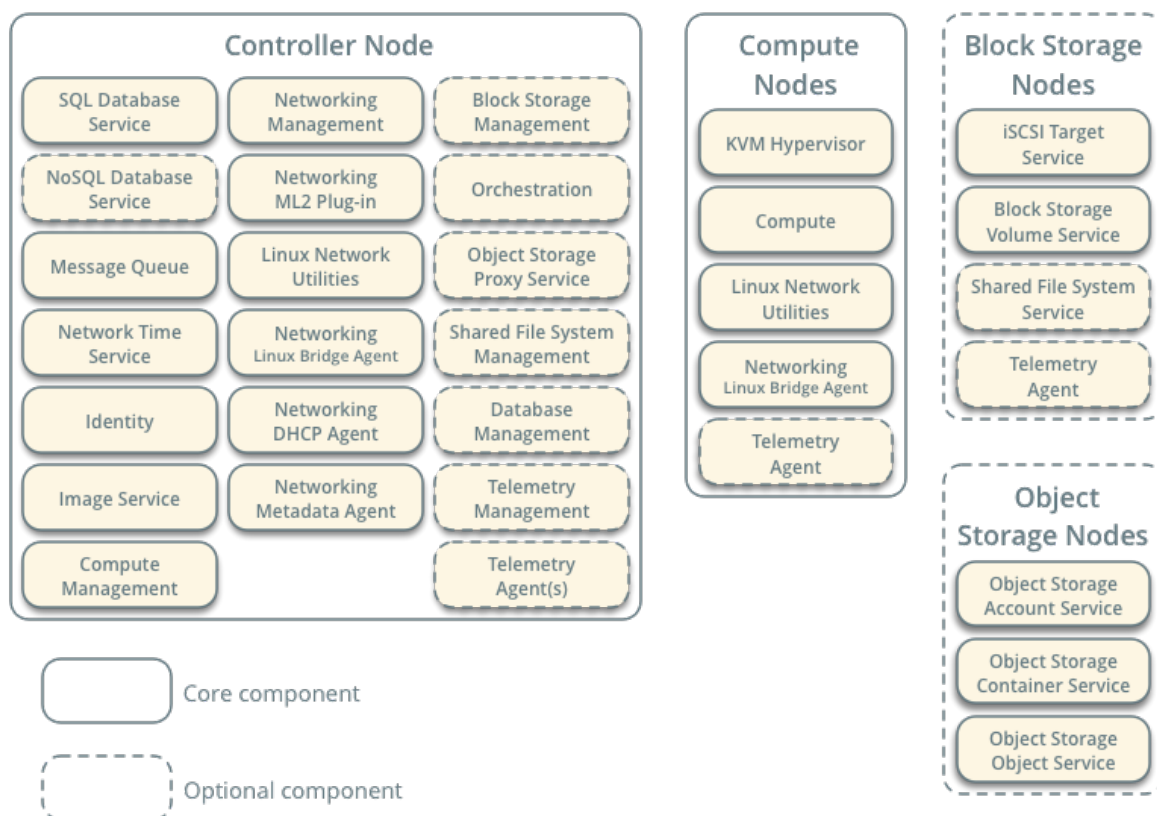 Controller Node
SQL Database
Service
NoSQL Database
Service
Message Queue
Network Time
Service
Identity
Image Service
Compute
Management
Networking
Management
Networking
ML2 Plug-in
Linux Network
Utilities
Networking
Linux Bridge Agent
Networking
DHCP Agent
Networking
Metadata Agent
Block Storage
Management
Orchestration
Object Storage
Proxy Service
Shared File System
Management
Database
Management
Telemetry
Management
Telemetry
Agent(s)
Compute
Nodes
KVM Hypervisor
Compute
Linux Network
Utilities
Networking
Linux Bridge Agent
Telemetry
Agent
Block Storage
Nodes
iSCSI Target
Service
Block Storage
Volume Service
Shared File System
Service
Telemetry
Agent
Object
Storage Nodes
Object Storage
Account Service
Object Storage
Container Service
Object Storage
Object Service
Core component
Optional component